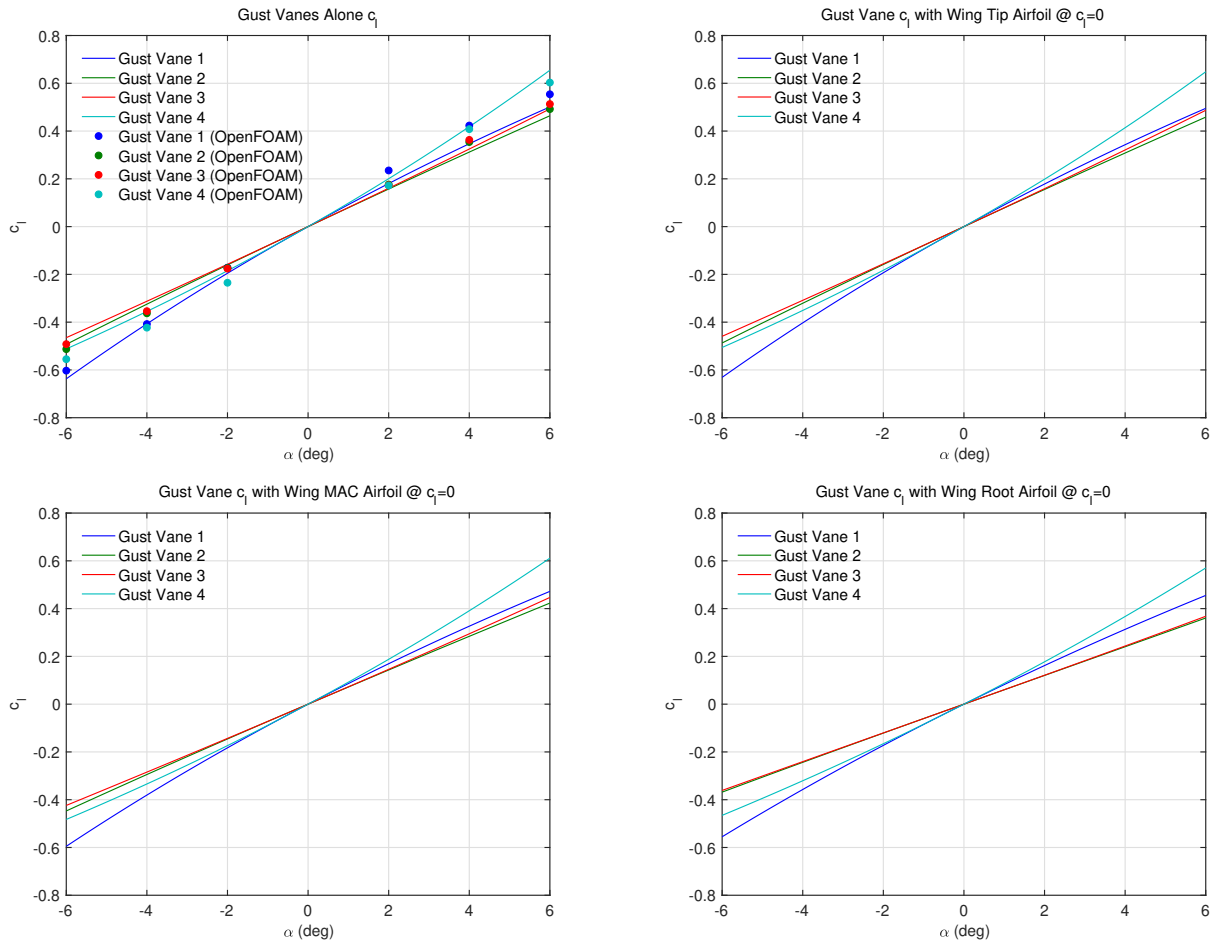 Gust Vanes Alone c_l
0.8
0.6
0.4
0.2
0
-0.2
-0.4
-0.6
-0.8
c_l
Gust Vane 1
Gust Vane 2
Gust Vane 3
Gust Vane 4
Gust Vane 1 (OpenFOAM)
Gust Vane 2 (OpenFOAM)
Gust Vane 3 (OpenFOAM)
Gust Vane 4 (OpenFOAM)
-6 -4 -2 0 2 4 6
α (deg)
Gust Vane c_l with Wing Tip Airfoil @ c_l=0
0.8
0.6
0.4
0.2
0
-0.2
-0.4
-0.6
-0.8
c_l
Gust Vane 1
Gust Vane 2
Gust Vane 3
Gust Vane 4
-6 -4 -2 0 2 4 6
α (deg)
Gust Vane c_l with Wing MAC Airfoil @ c_l=0
0.8
0.6
0.4
0.2
0
-0.2
-0.4
-0.6
-0.8
c_l
Gust Vane 1
Gust Vane 2
Gust Vane 3
Gust Vane 4
-6 -4 -2 0 2 4 6
α (deg)
Gust Vane c_l with Wing Root Airfoil @ c_l=0
0.8
0.6
0.4
0.2
0
-0.2
-0.4
-0.6
-0.8
c_l
Gust Vane 1
Gust Vane 2
Gust Vane 3
Gust Vane 4
-6 -4 -2 0 2 4 6
α (deg)